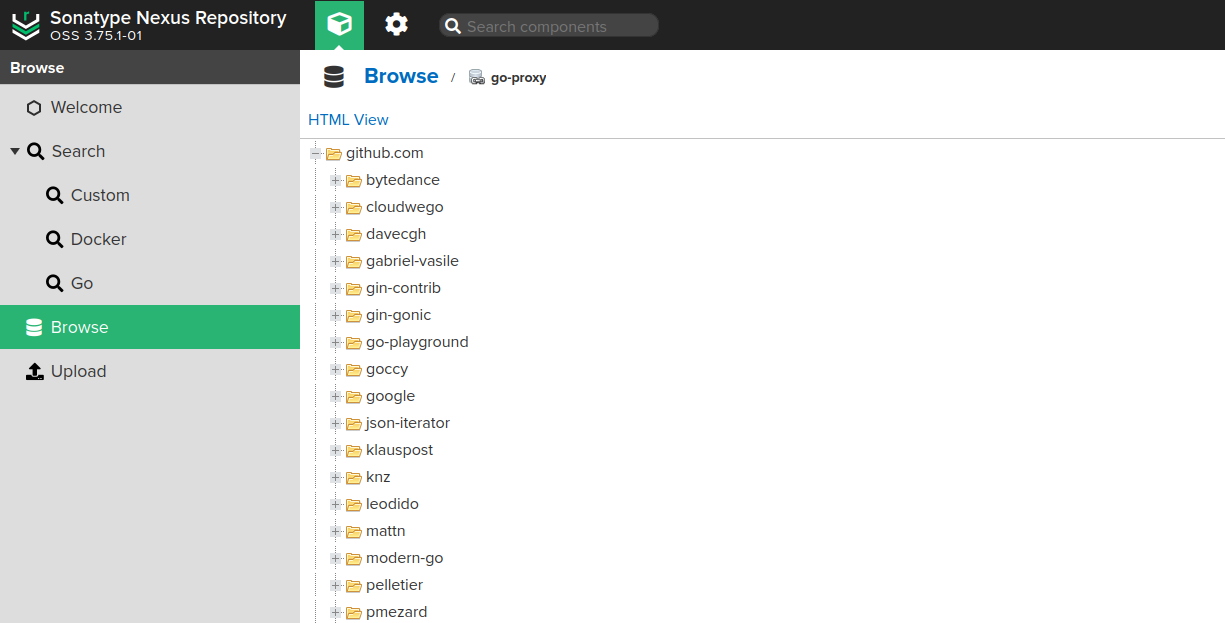 Sonatype Nexus Repository
OSS 3.75.1-01
Search components
Browse
Welcome
Search
Custom
Docker
Go
Browse
Upload
Browse / go-proxy
HTML View
github.com
bytedance
cloudwego
davecgh
gabriel-vasile
gin-contrib
gin-gonic
go-playground
goccy
google
json-iterator
klauspost
knz
leodido
mattn
modern-go
pelletier
pmezard